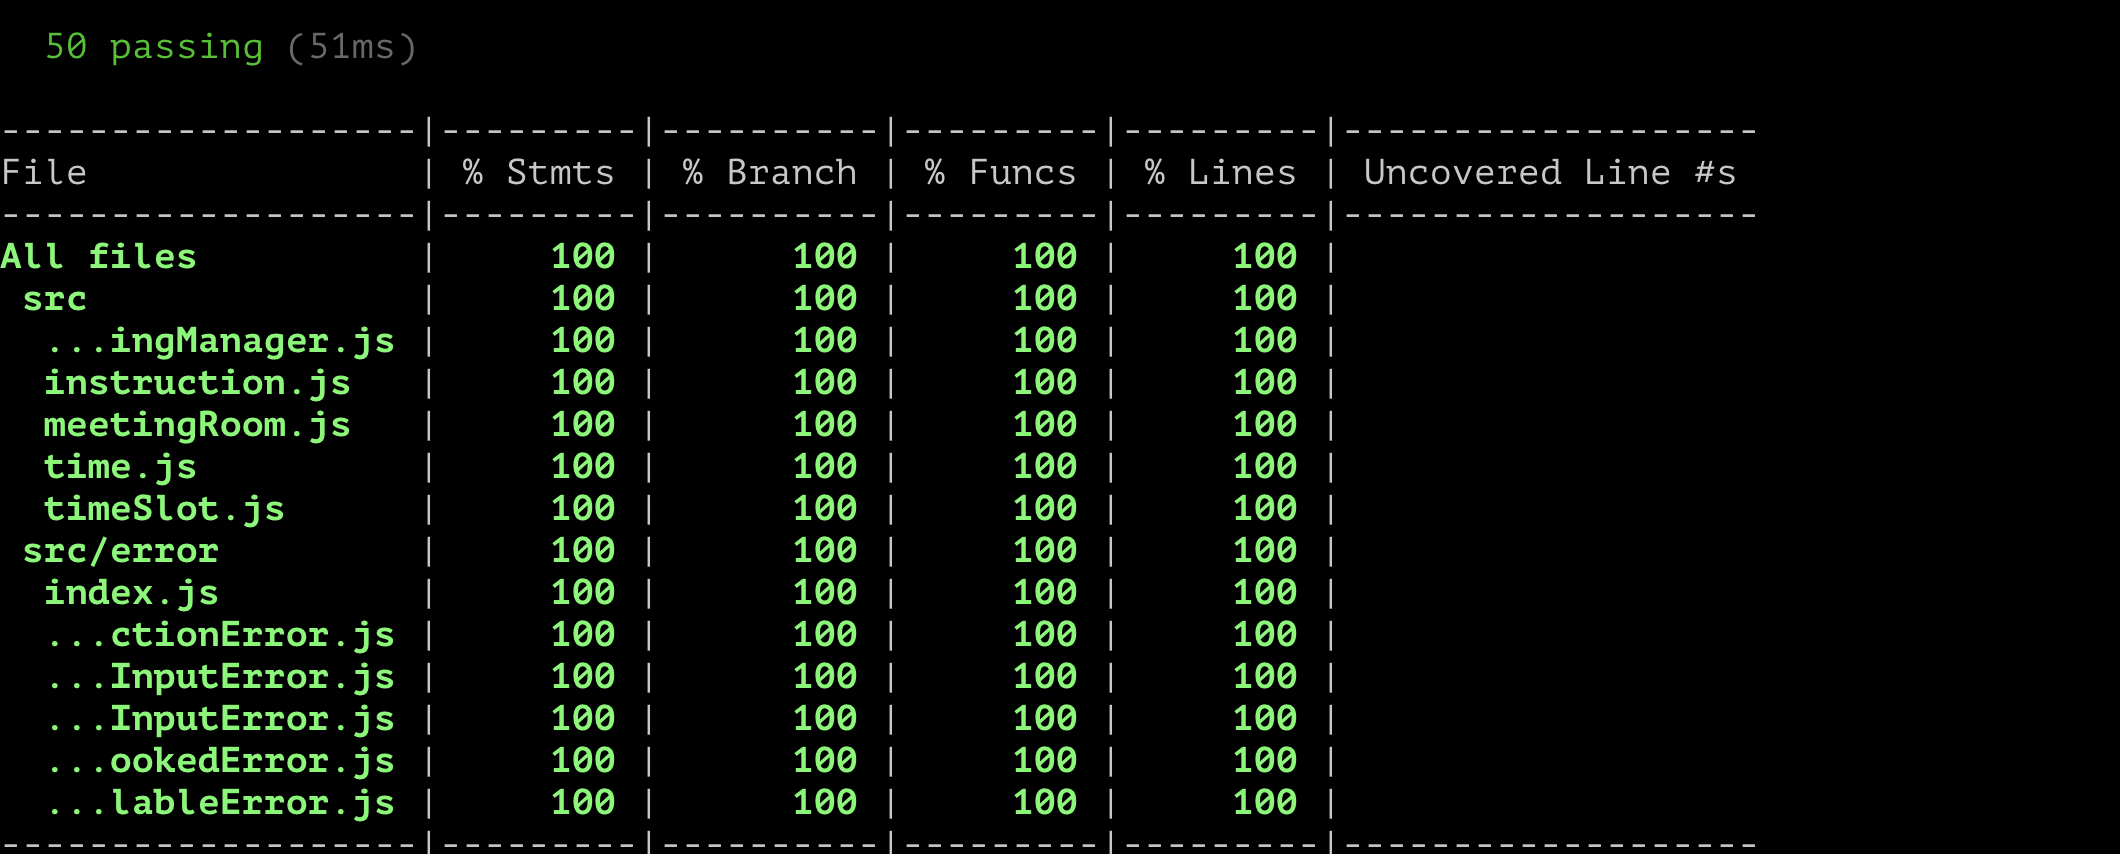 50 passing (51ms)
-------------------|---------|----------|---------|---------|-------------------
File | % Stmts | % Branch | % Funcs | % Lines | Uncovered Line #s
-------------------|---------|----------|---------|---------|-------------------
All files | 100 | 100 | 100 | 100 |
src | 100 | 100 | 100 | 100 |
...ingManager.js | 100 | 100 | 100 | 100 |
instruction.js | 100 | 100 | 100 | 100 |
meetingRoom.js | 100 | 100 | 100 | 100 |
time.js | 100 | 100 | 100 | 100 |
timeSlot.js | 100 | 100 | 100 | 100 |
src/error | 100 | 100 | 100 | 100 |
index.js | 100 | 100 | 100 | 100 |
...ctionError.js | 100 | 100 | 100 | 100 |
...InputError.js | 100 | 100 | 100 | 100 |
...InputError.js | 100 | 100 | 100 | 100 |
...ookedError.js | 100 | 100 | 100 | 100 |
...lableError.js | 100 | 100 | 100 | 100 |
-------------------|---------|----------|---------|---------|-------------------